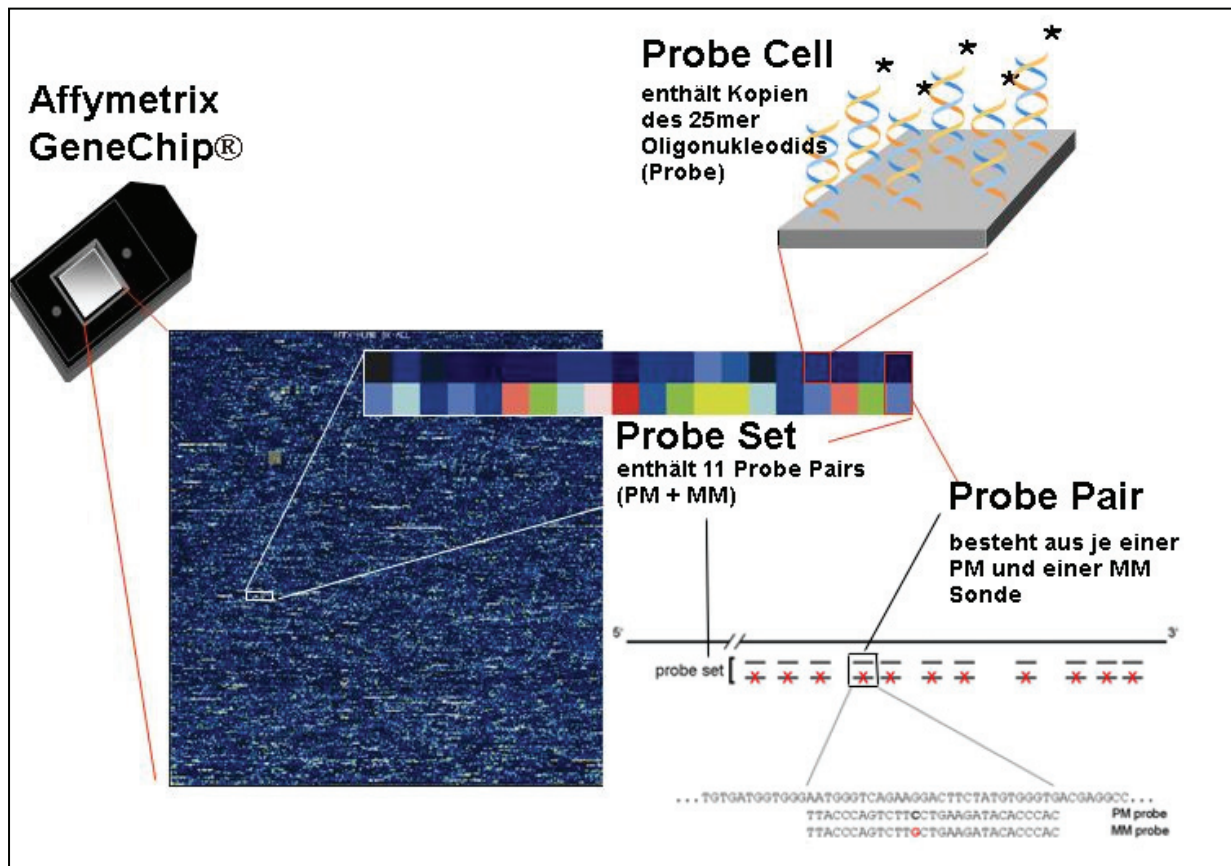 Affymetrix
GeneChip®
Probe Cell
enthält Kopien
des 25mer
Oligonukleodids
(Probe)
* * * * * *
Probe Set
enthält 11 Probe Pairs
(PM + MM)
Probe Pair
besteht aus je einer
PM und einer MM
Sonde
5' 3'
probe set
X X X X X X X X X X X
...TGTGATGGTGGGAATGGGTCAGAAGGACTTCTATGTGGGTGACGAGGCC...
TTACCCAGTCTTCCTGAAGATACACCCAC PM probe
TTACCCAGTCTTGCTGAAGATACACCCAC MM probe